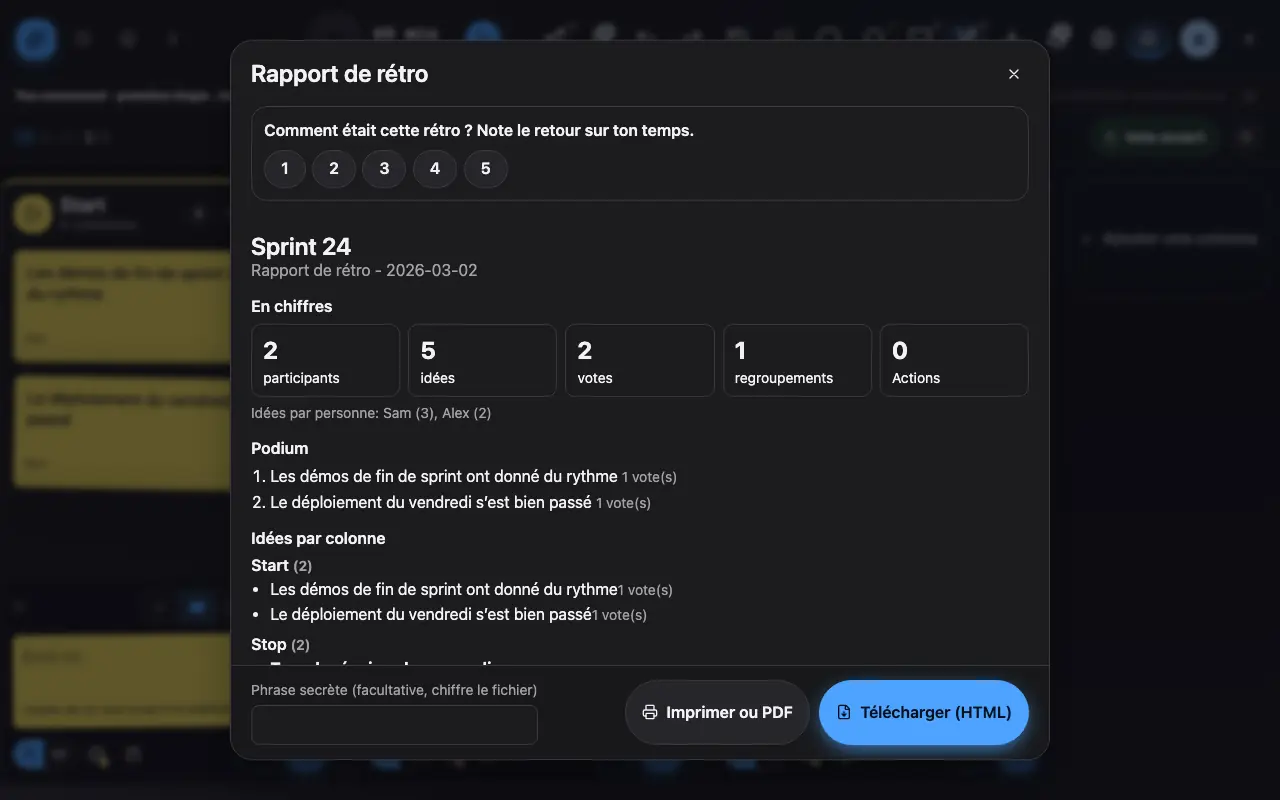 Rapport de rétro
Comment était cette rétro ? Note le retour sur ton temps.
1 2 3 4 5
Sprint 24
Rapport de rétro - 2026-03-02
En chiffres
2 5 2 1 0
participants idées votes regroupements Actions
Idées par personne: Sam (3), Alex (2)
Podium
1. Les démos de fin de sprint ont donné du rythme 1 vote(s)
2. Le déploiement du vendredi s’est bien passé 1 vote(s)
Idées par colonne
Start (2)
• Les démos de fin de sprint ont donné du rythme1 vote(s)
• Le déploiement du vendredi s’est bien passé1 vote(s)
Stop (2)
Phrase secrète (facultative, chiffre le fichier)
Imprimer ou PDF
Télécharger (HTML)
Start